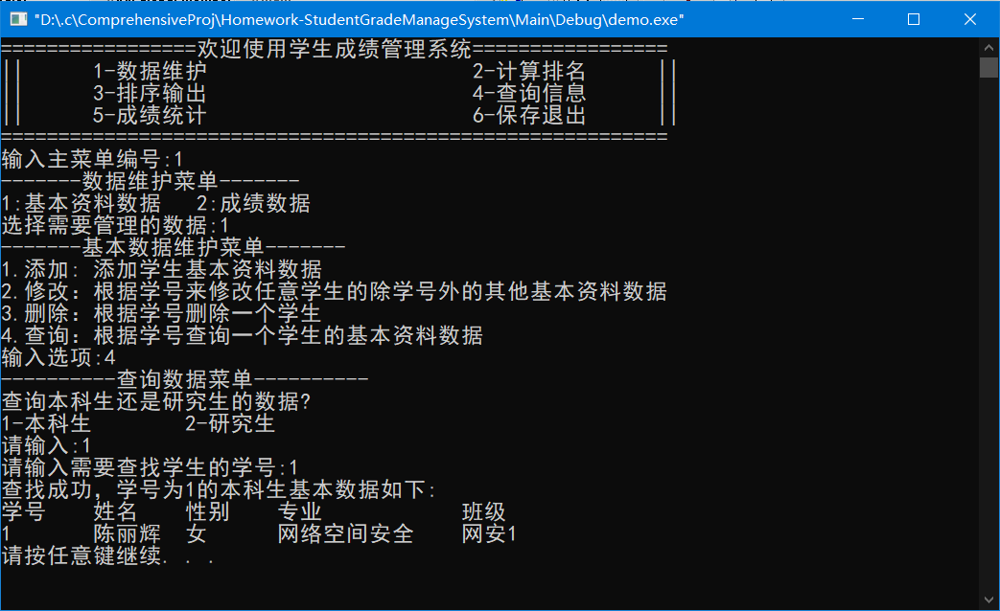 "D:\.c\ComprehensiveProj\Homework-StudentGradeManageSystem\Main\Debug\demo.exe"
=================欢迎使用学生成绩管理系统=================
||      1-数据维护                       2-计算排名      ||
||      3-排序输出                       4-查询信息      ||
||      5-成绩统计                       6-保存退出      ||
==========================================================
输入主菜单编号:1
-------数据维护菜单-------
1:基本资料数据   2:成绩数据
选择需要管理的数据:1
-------基本数据维护菜单-------
1.添加: 添加学生基本资料数据
2.修改: 根据学号来修改任意学生的除学号外的其他基本资料数据
3.删除: 根据学号删除一个学生
4.查询: 根据学号查询一个学生的基本资料数据
输入选项:4
----------查询数据菜单----------
查询本科生还是研究生的数据?
1-本科生        2-研究生
请输入:1
请输入需要查找学生的学号:1
查找成功，学号为1的本科生基本数据如下:
学号    姓名    性别    专业            班级
1       陈丽辉  女      网络空间安全    网安1
请按任意键继续. . .